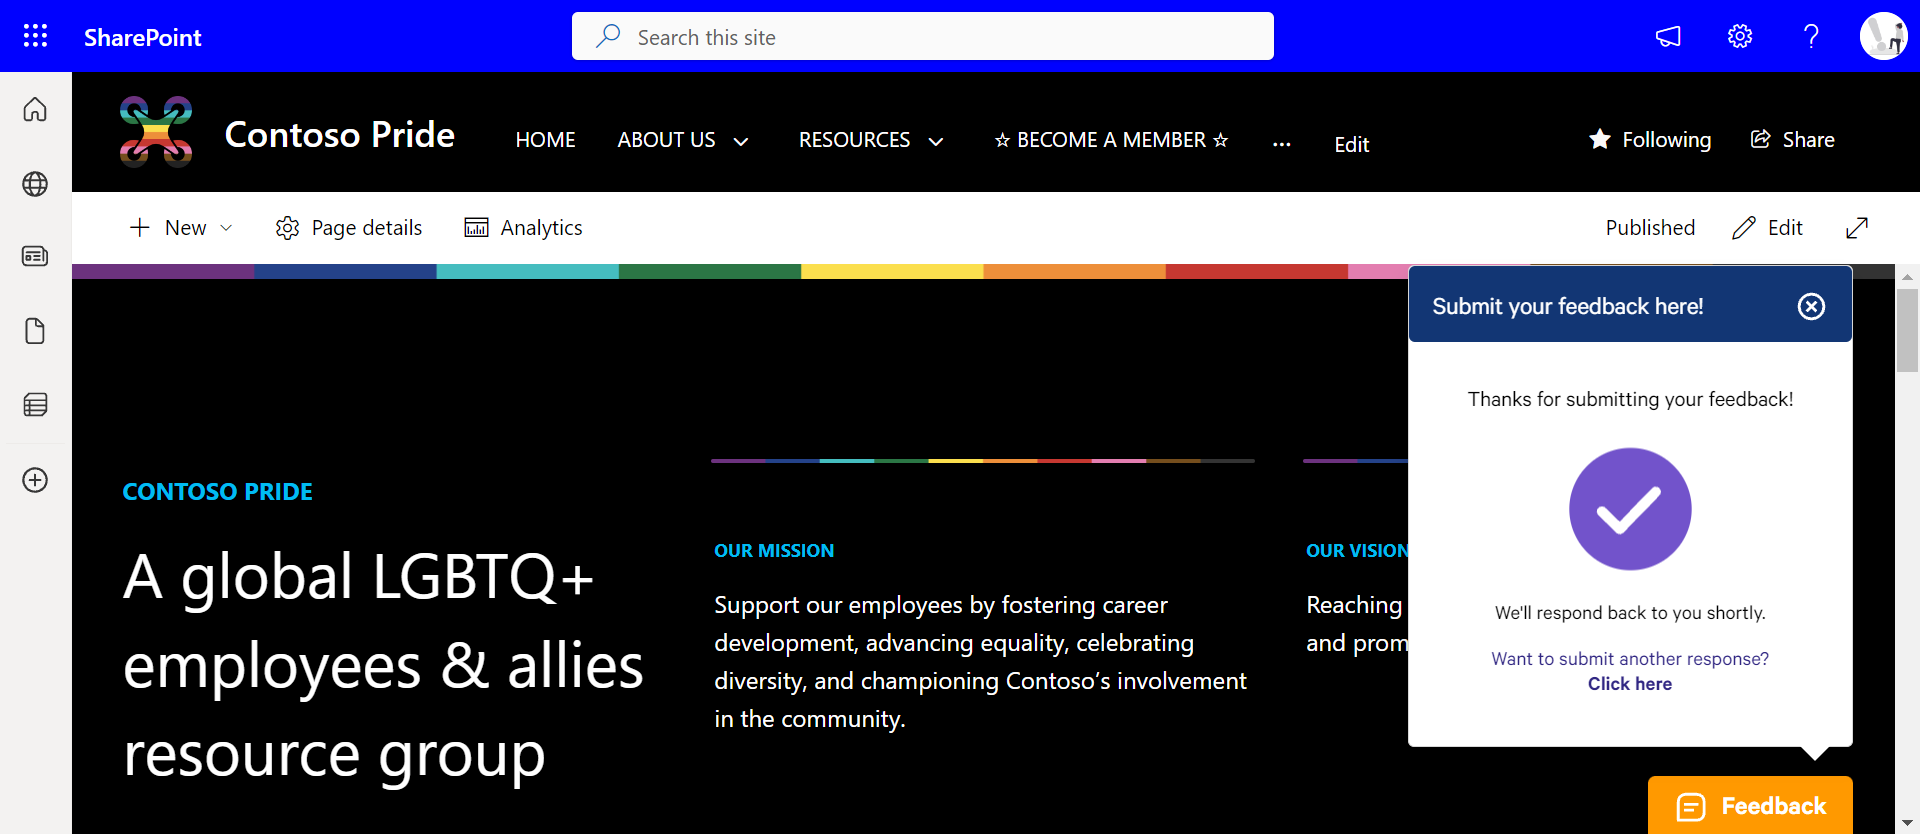 SharePoint
Search this site
Contoso Pride
HOME
ABOUT US
RESOURCES
☆ BECOME A MEMBER ☆
...
Edit
Following
Share
New
Page details
Analytics
Published
Edit
CONTOSO PRIDE
A global LGBTQ+
employees & allies
resource group
OUR MISSION
Support our employees by fostering career
development, advancing equality, celebrating
diversity, and championing Contoso’s involvement
in the community.
OUR VISION
Reaching
and prom
Submit your feedback here!
Thanks for submitting your feedback!
We'll respond back to you shortly.
Want to submit another response?
Click here
Feedback